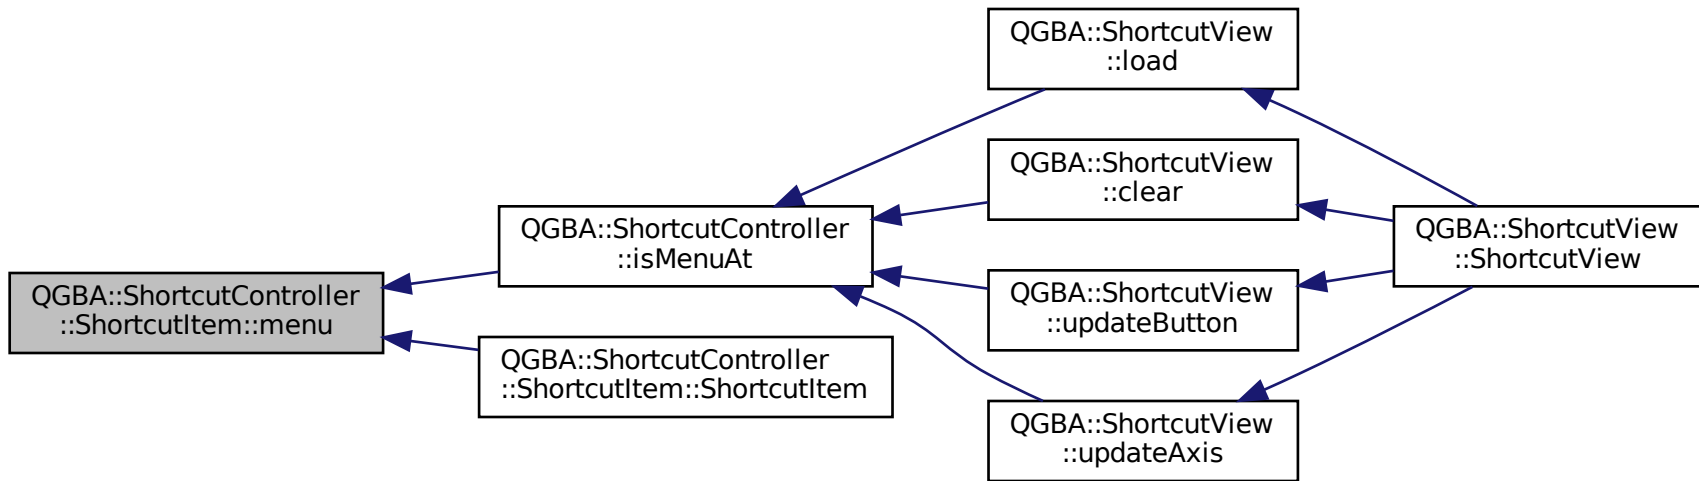 QGBA::ShortcutController
::ShortcutItem::menu
QGBA::ShortcutController
::isMenuAt
QGBA::ShortcutController
::ShortcutItem::ShortcutItem
QGBA::ShortcutView
::load
QGBA::ShortcutView
::clear
QGBA::ShortcutView
::updateButton
QGBA::ShortcutView
::updateAxis
QGBA::ShortcutView
::ShortcutView